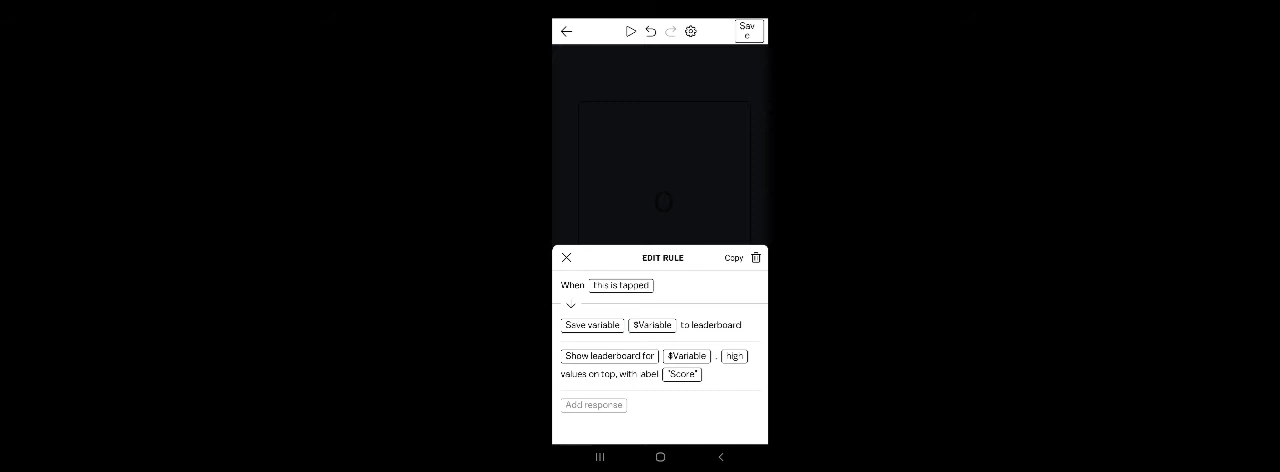 Sav
e
0
EDIT RULE Copy
When this is tapped
Save variable $Variable to leaderboard
Show leaderboard for $Variable , high
values on top, with label "Score"
Add response